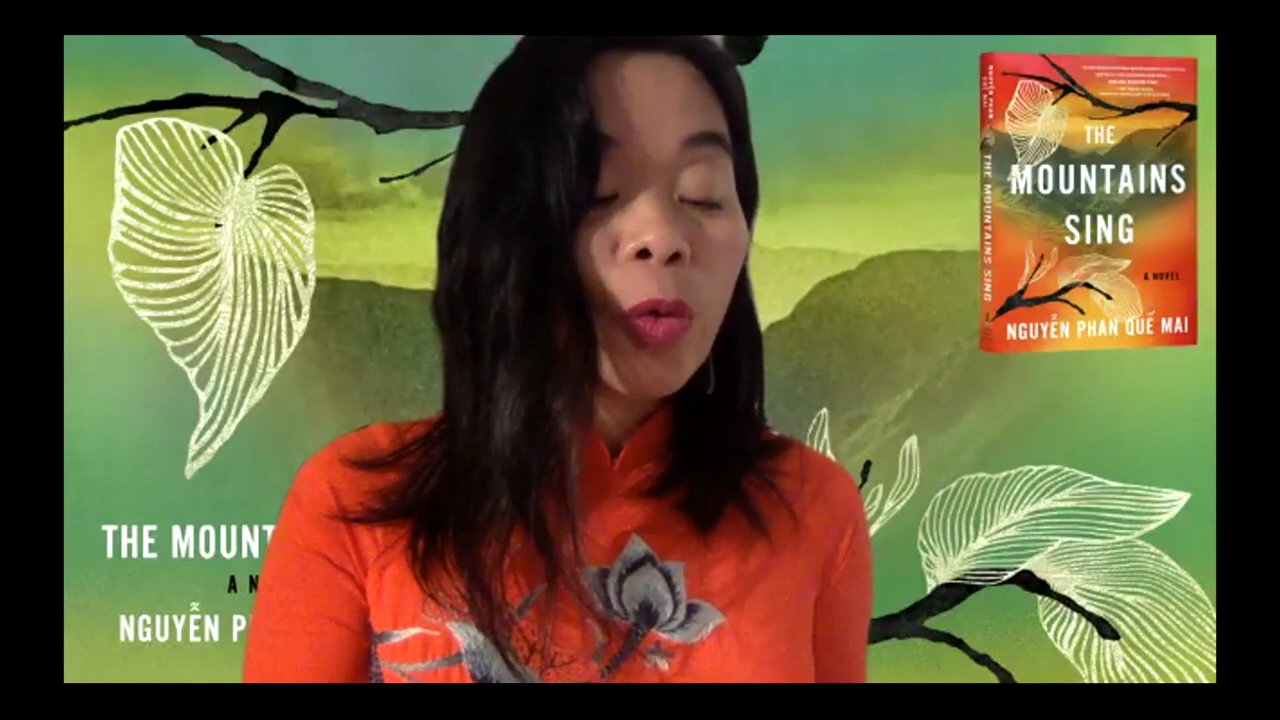 THE MOUNT
A N
NGUYỄN P
THE
MOUNTAINS
SING
A NOVEL
NGUYỄN PHAN QUẾ MAI
THE MOUNTAINS SING